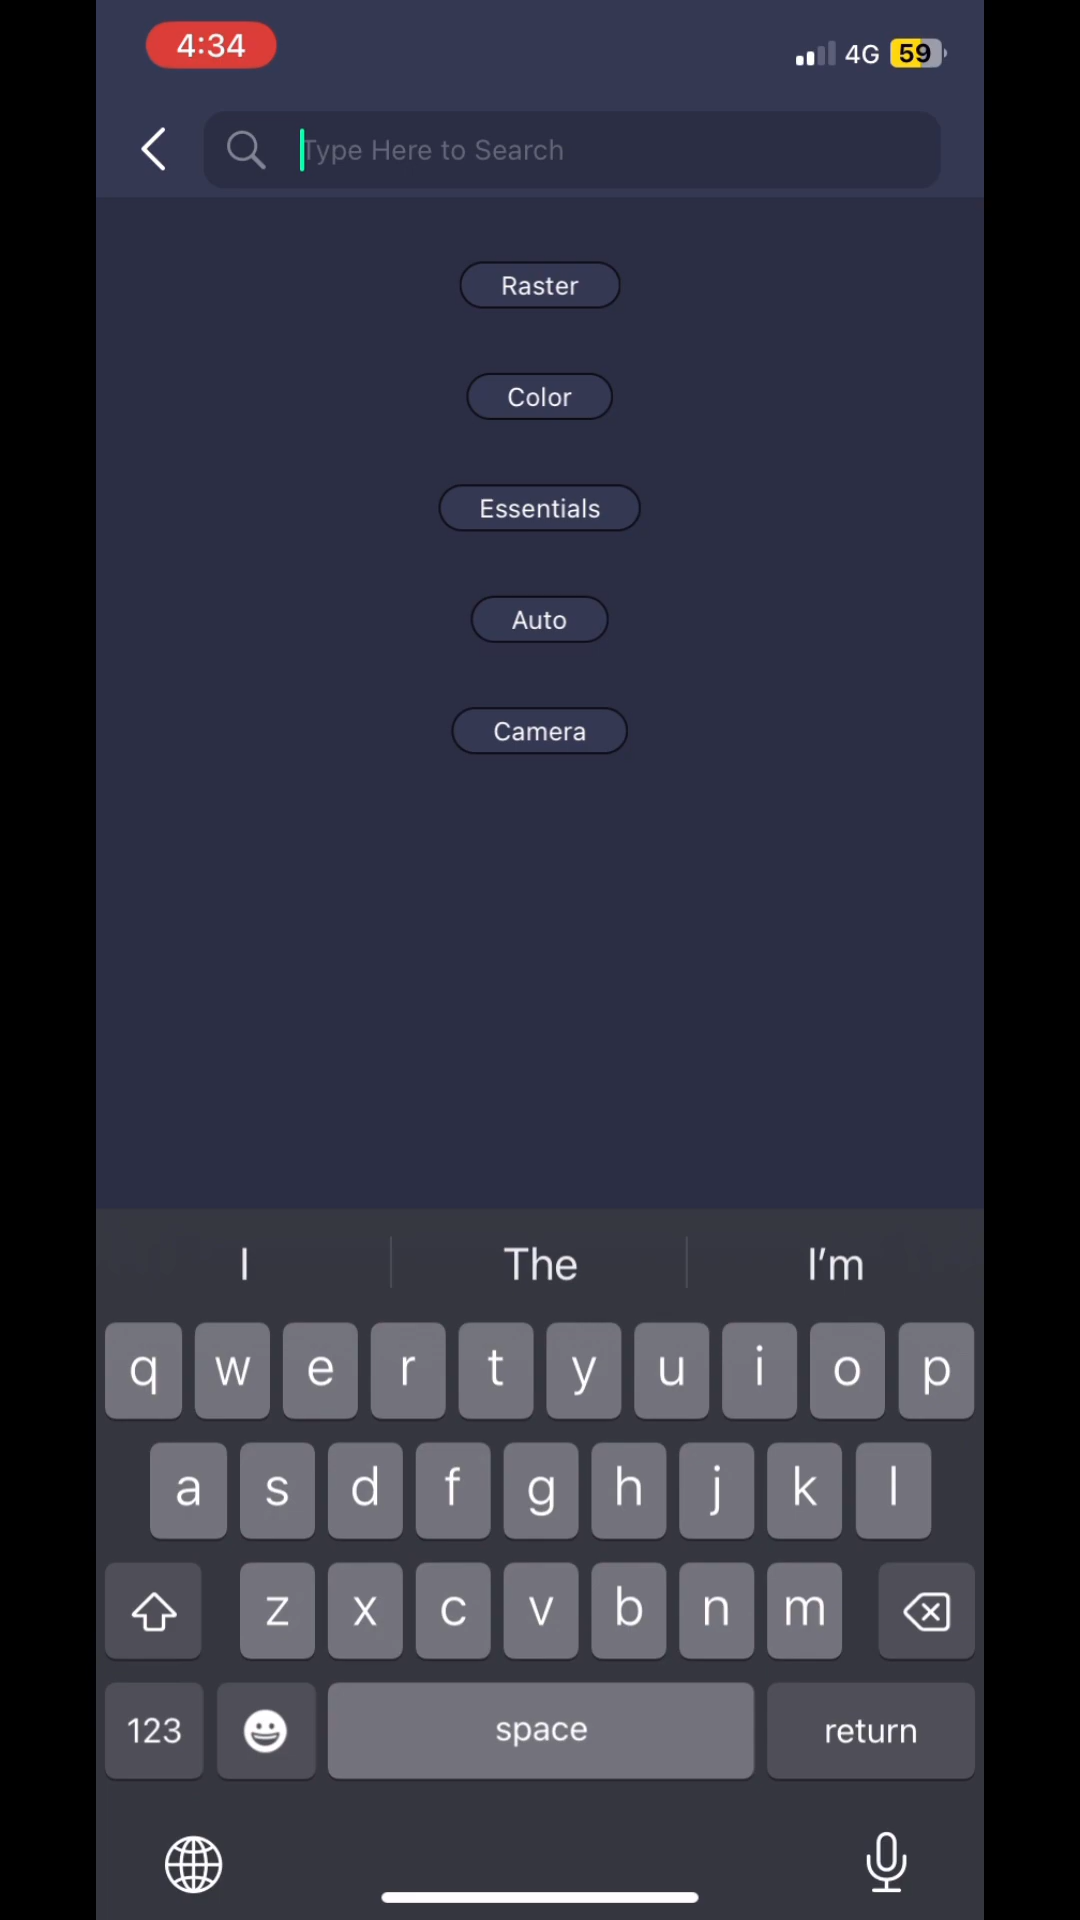 4:34
4G 59
Type Here to Search
Raster
Color
Essentials
Auto
Camera
I The I’m
q w e r t y u i o p
a s d f g h j k l
z x c v b n m
123 space return